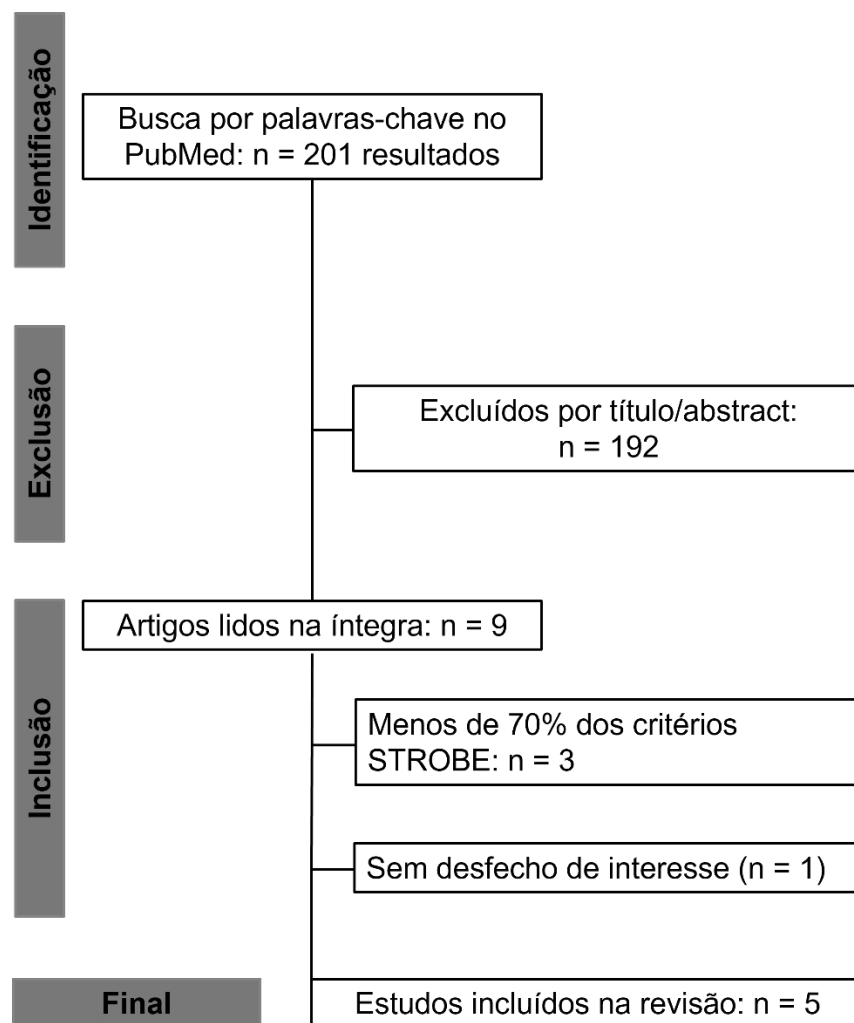 Identificação
Busca por palavras-chave no
PubMed: n = 201 resultados
Exclusão
Excluídos por título/abstract:
n = 192
Inclusão
Artigos lidos na íntegra: n = 9
Menos de 70% dos critérios
STROBE: n = 3
Sem desfecho de interesse (n = 1)
Final
Estudos incluídos na revisão: n = 5